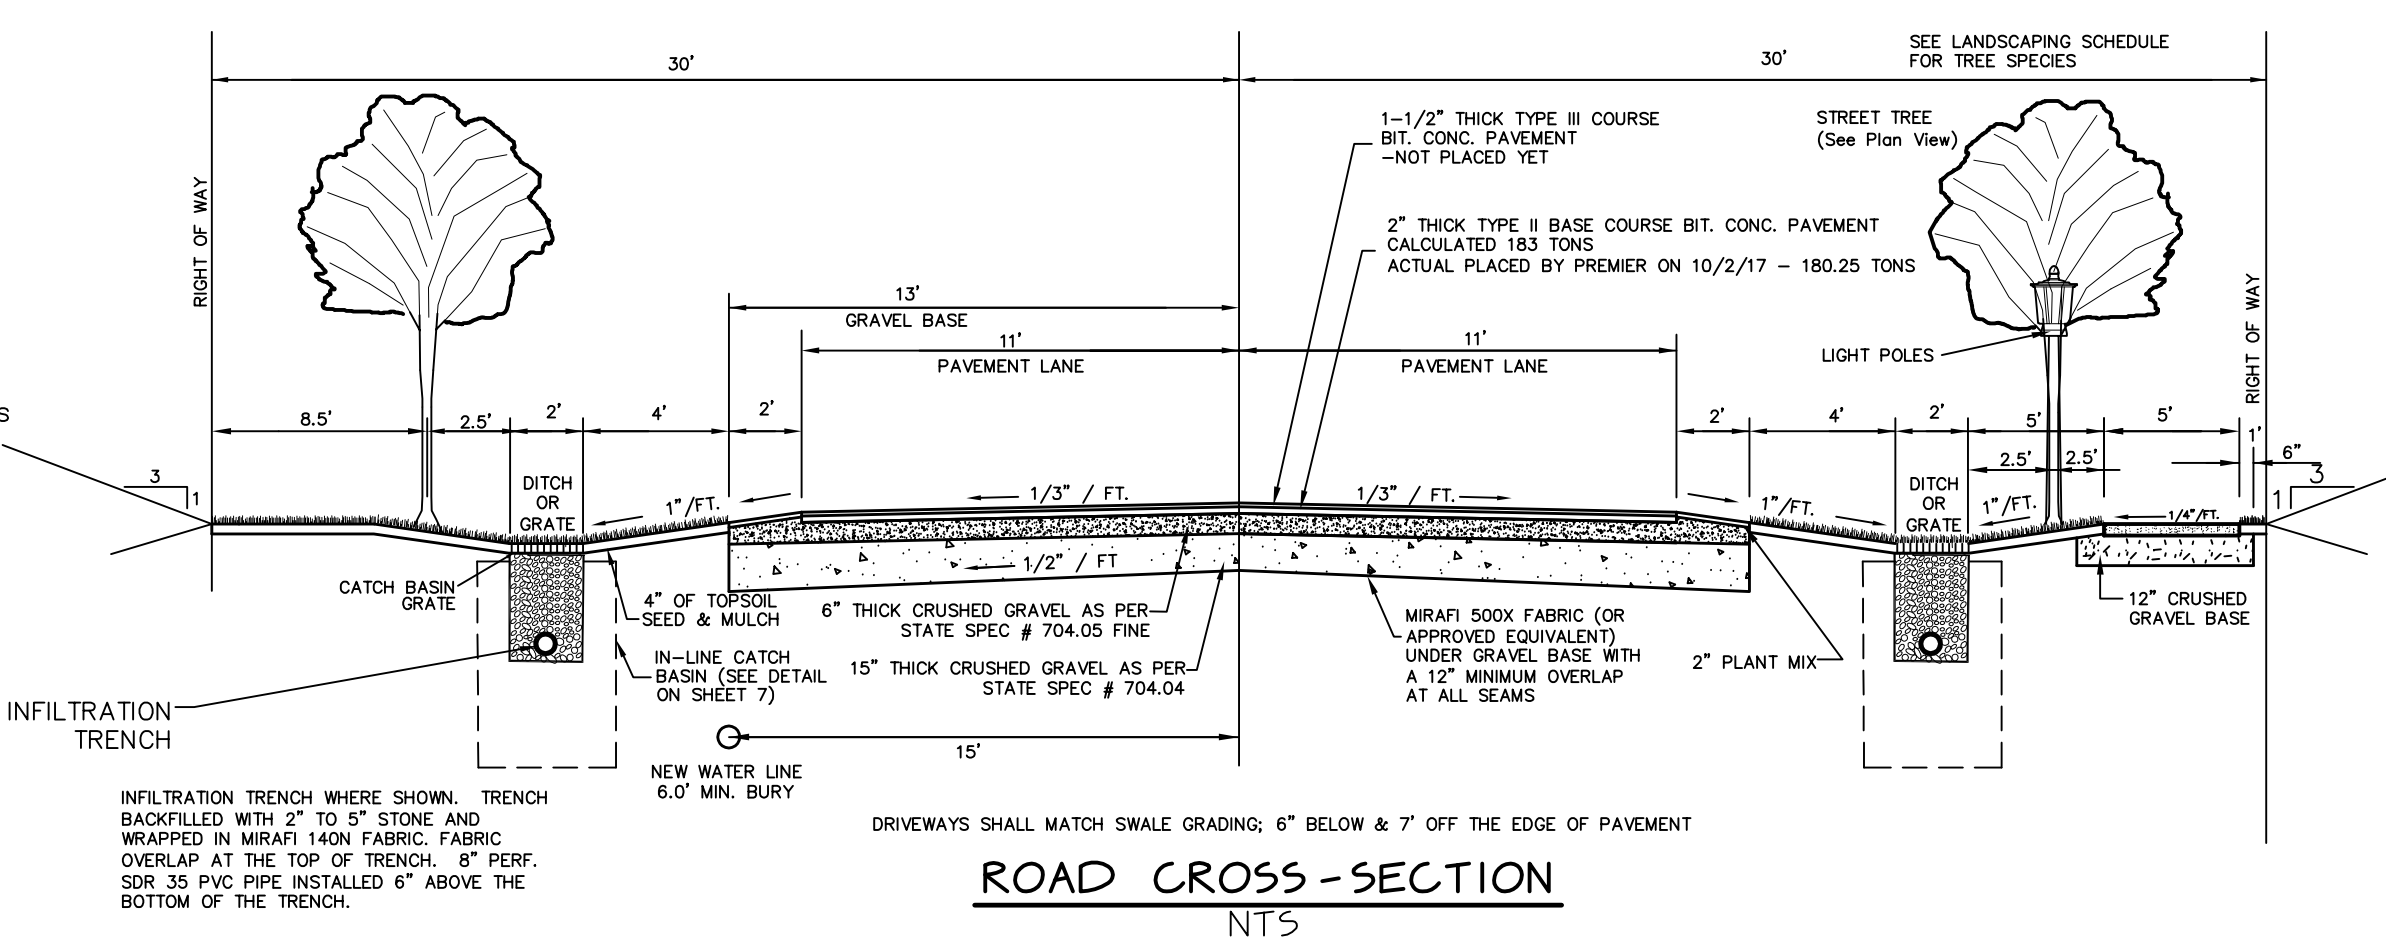 30'
30'
SEE LANDSCAPING SCHEDULE
FOR TREE SPECIES
1-1/2" THICK TYPE III COURSE
BIT. CONC. PAVEMENT
-NOT PLACED YET
STREET TREE
(See Plan View)
RIGHT OF WAY
2" THICK TYPE II BASE COURSE BIT. CONC. PAVEMENT
CALCULATED 183 TONS
ACTUAL PLACED BY PREMIER ON 10/2/17 - 180.25 TONS
RIGHT OF WAY
13'
GRAVEL BASE
11'
PAVEMENT LANE
11'
PAVEMENT LANE
LIGHT POLES
S
8.5'
2.5'
2'
4'
2'
2'
4'
2'
5'
5'
1'
2.5'
2.5'
6"
3
1
3
1
DITCH
OR
GRATE
1"/FT.
1/3" / FT.
1/3" / FT.
1"/FT.
DITCH
OR
GRATE
1"/FT.
1/4"/FT.
1/2" / FT
CATCH BASIN
GRATE
4" OF TOPSOIL
SEED & MULCH
6" THICK CRUSHED GRAVEL AS PER
STATE SPEC # 704.05 FINE
15" THICK CRUSHED GRAVEL AS PER
STATE SPEC # 704.04
MIRAFI 500X FABRIC (OR
APPROVED EQUIVALENT)
UNDER GRAVEL BASE WITH
A 12" MINIMUM OVERLAP
AT ALL SEAMS
2" PLANT MIX
12" CRUSHED
GRAVEL BASE
IN-LINE CATCH
BASIN (SEE DETAIL
ON SHEET 7)
INFILTRATION
TRENCH
15'
NEW WATER LINE
6.0' MIN. BURY
INFILTRATION TRENCH WHERE SHOWN. TRENCH
BACKFILLED WITH 2" TO 5" STONE AND
WRAPPED IN MIRAFI 140N FABRIC. FABRIC
OVERLAP AT THE TOP OF TRENCH. 8" PERF.
SDR 35 PVC PIPE INSTALLED 6" ABOVE THE
BOTTOM OF THE TRENCH.
DRIVEWAYS SHALL MATCH SWALE GRADING; 6" BELOW & 7' OFF THE EDGE OF PAVEMENT
ROAD CROSS-SECTION
NTS